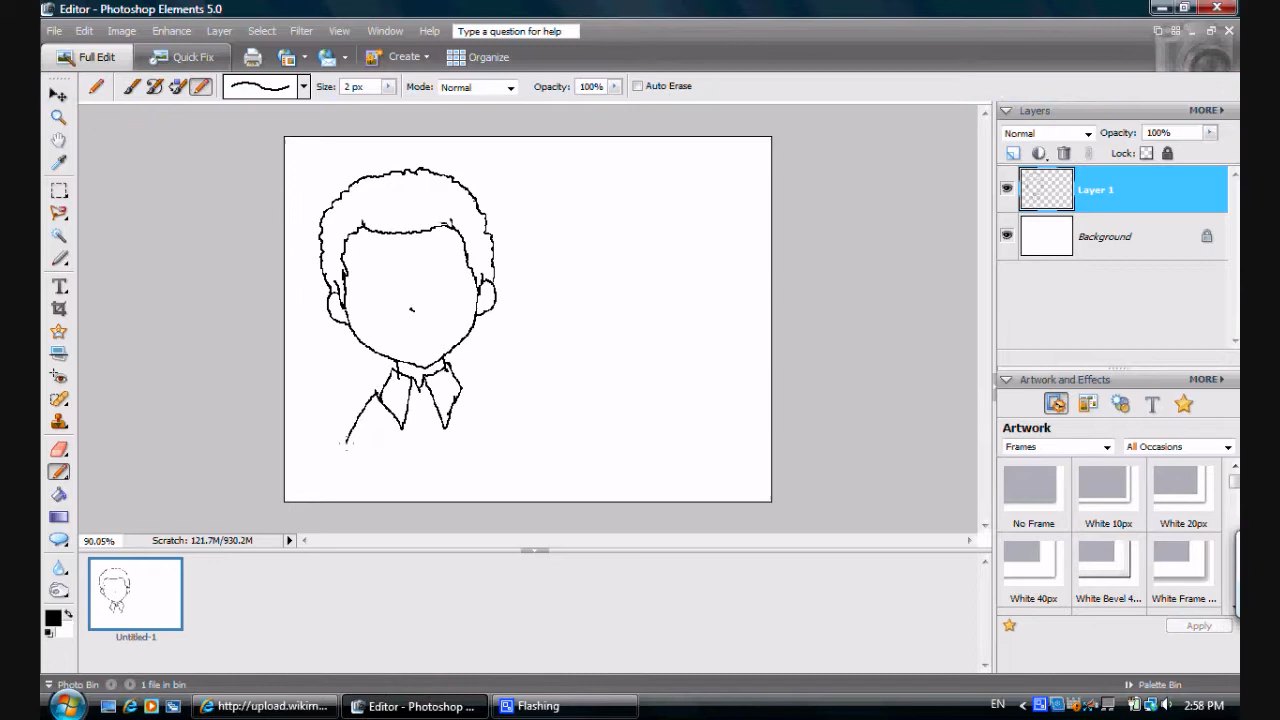 Editor - Photoshop Elements 5.0
File Edit Image Enhance Layer Select Filter View Window Help Type a question for help
Full Edit Quick Fix Create Organize
Size: 2 px Mode: Normal Opacity: 100% Auto Erase
Layers MORE
Normal Opacity: 100%
Lock:
Layer 1
Background
Artwork and Effects MORE
Artwork
Frames All Occasions
No Frame White 10px White 20px
White 40px White Bevel 4... White Frame ...
Apply
90.05% Scratch: 121.7M/930.2M
Untitled-1
Photo Bin 1 file in bin Palette Bin
http://upload.wikim... Editor - Photoshop ... Flashing EN 2:58 PM